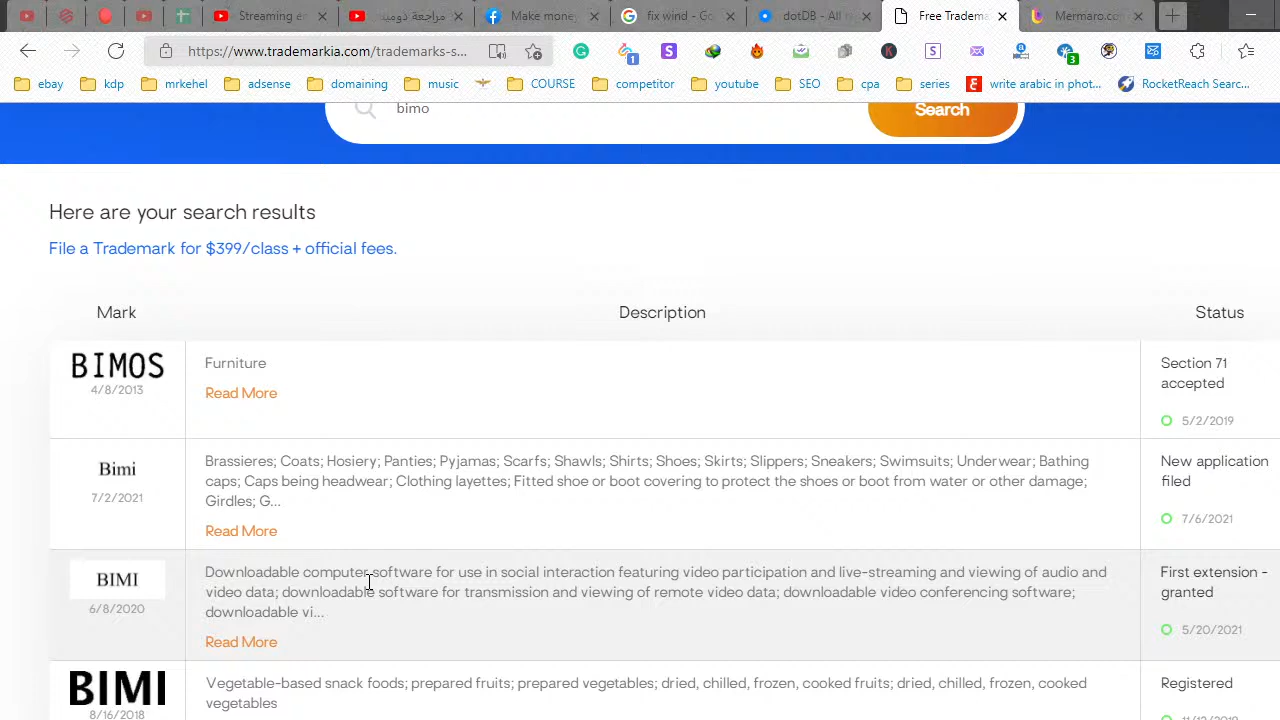 Streaming an
مراجعة دومينا
Make money
fix wind - Go
dotDB - All n
Free Tradema
Mermaro.co
https://www.trademarkia.com/trademarks-s...
1
3
ebay
kdp
mrkehel
adsense
domaining
music
COURSE
competitor
youtube
SEO
cpa
series
write arabic in phot...
RocketReach Searc...
bimo
Search
Here are your search results
File a Trademark for $399/class + official fees.
Mark
Description
Status
BIMOS
4/8/2013
Furniture
Read More
Section 71
accepted
5/2/2019
Bimi
7/2/2021
Brassieres; Coats; Hosiery; Panties; Pyjamas; Scarfs; Shawls; Shirts; Shoes; Skirts; Slippers; Sneakers; Swimsuits; Underwear; Bathing
caps; Caps being headwear; Clothing layettes; Fitted shoe or boot covering to protect the shoes or boot from water or other damage;
Girdles; G...
Read More
New application
filed
7/6/2021
BIMI
6/8/2020
Downloadable computer software for use in social interaction featuring video participation and live-streaming and viewing of audio and
video data; downloadable software for transmission and viewing of remote video data; downloadable video conferencing software;
downloadable vi...
Read More
First extension -
granted
5/20/2021
BIMI
8/16/2018
Vegetable-based snack foods; prepared fruits; prepared vegetables; dried, chilled, frozen, cooked fruits; dried, chilled, frozen, cooked
vegetables
Registered